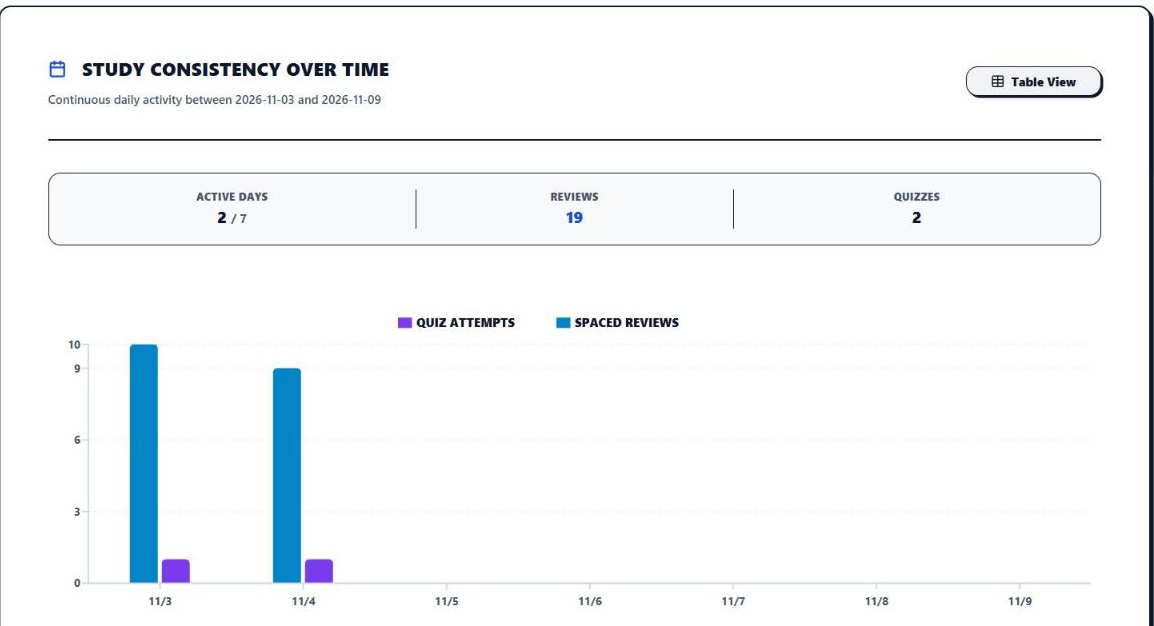 STUDY CONSISTENCY OVER TIME
Continuous daily activity between 2026-11-03 and 2026-11-09
Table View
ACTIVE DAYS
2 / 7
REVIEWS
19
QUIZZES
2
QUIZ ATTEMPTS
SPACED REVIEWS
10
9
6
3
0
11/3
11/4
11/5
11/6
11/7
11/8
11/9